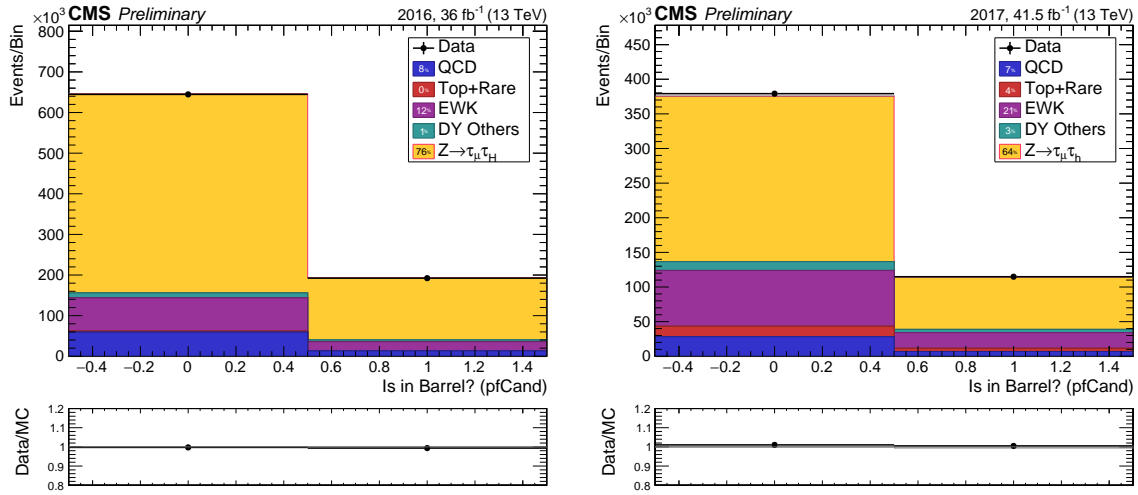 ×10³ CMS Preliminary 2016, 36 fb⁻¹ (13 TeV)
Events/Bin
800
700
600
500
400
300
200
100
0
Data
8% QCD
0% Top+Rare
12% EWK
1% DY Others
76% Z→τμτH
−0.4 −0.2 0 0.2 0.4 0.6 0.8 1 1.2 1.4
Is in Barrel? (pfCand)
Data/MC
1.2
1.1
1
0.9
0.8
×10³ CMS Preliminary 2017, 41.5 fb⁻¹ (13 TeV)
Events/Bin
450
400
350
300
250
200
150
100
50
0
Data
7% QCD
4% Top+Rare
21% EWK
3% DY Others
64% Z→τμτh
−0.4 −0.2 0 0.2 0.4 0.6 0.8 1 1.2 1.4
Is in Barrel? (pfCand)
Data/MC
1.2
1.1
1
0.9
0.8